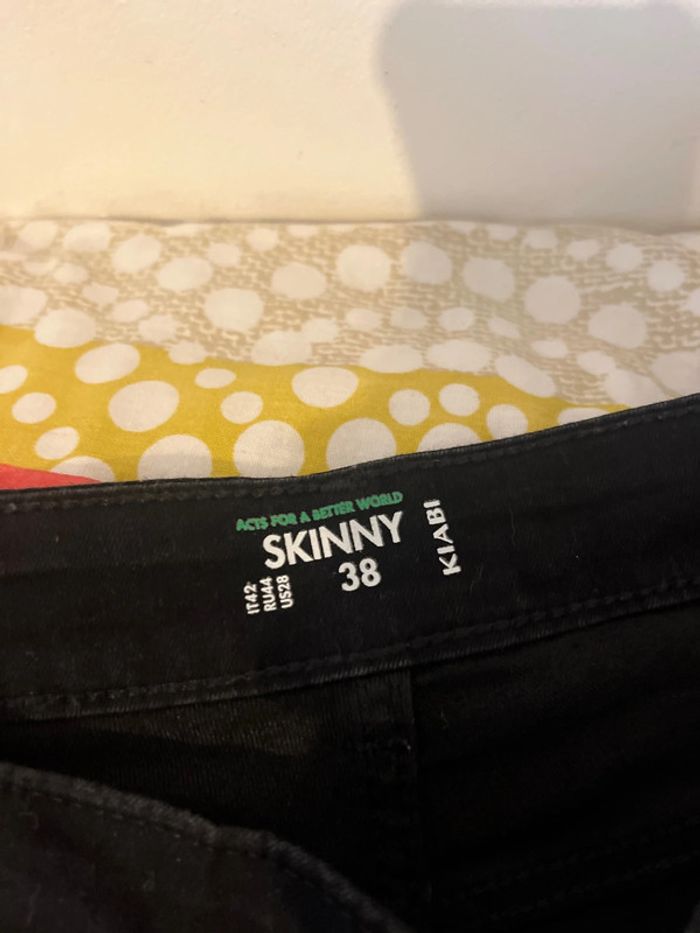 ACTS FOR A BETTER WORLD
SKINNY
38
IT42
RU44
US28
KIABI